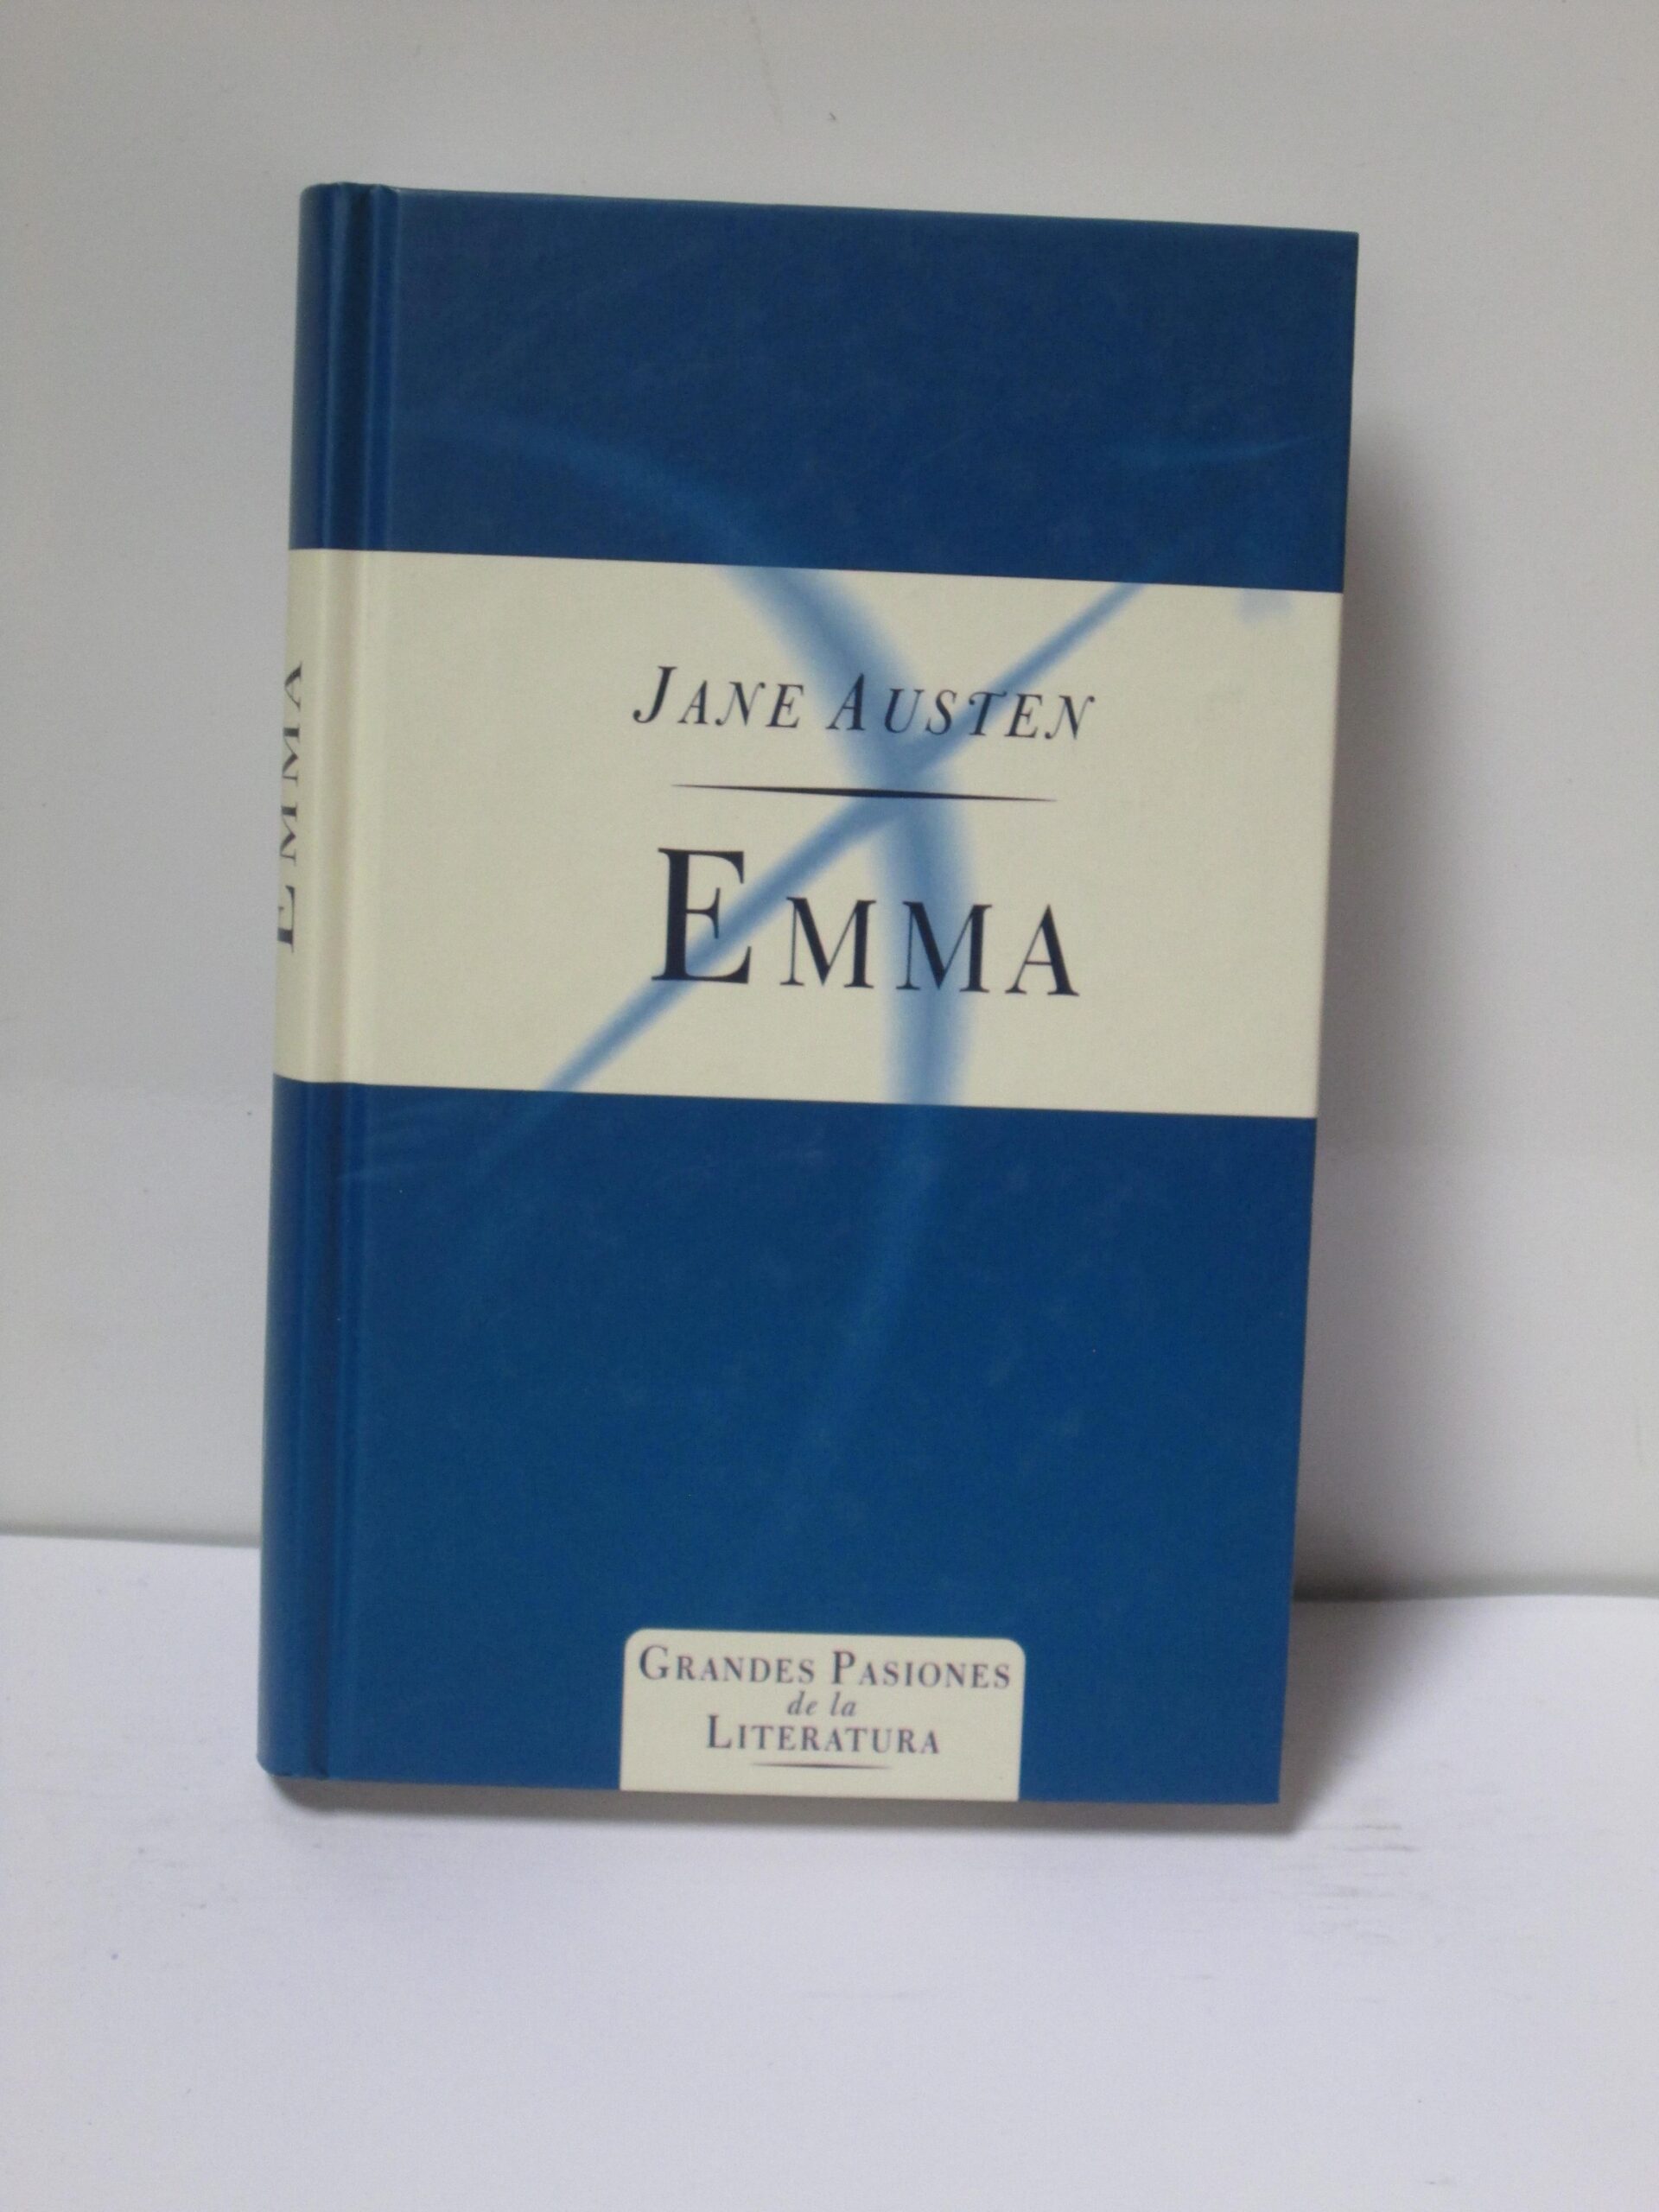 EMMA
JANE AUSTEN
EMMA
GRANDES PASIONES
de la
LITERATURA